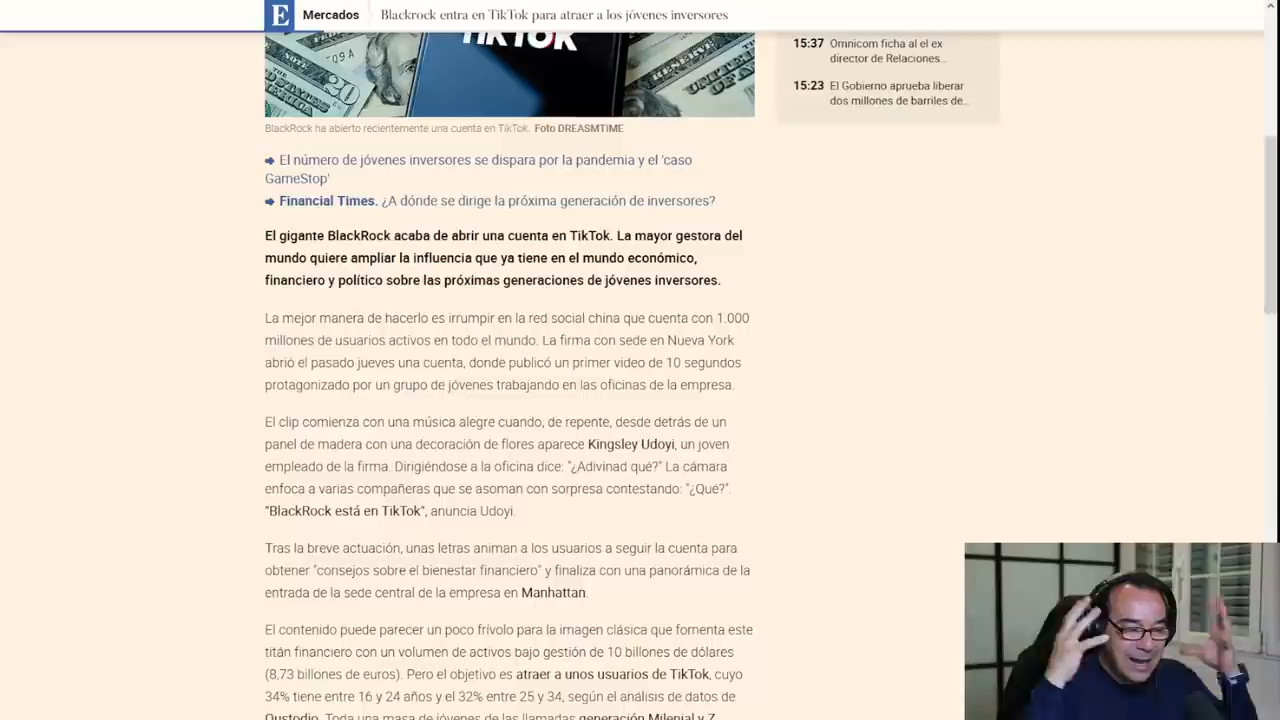 E Mercados Blackrock entra en TikTok para atraer a los jóvenes inversores
TikTok
BlackRock ha abierto recientemente una cuenta en TikTok. Foto DREASMTIME
El número de jóvenes inversores se dispara por la pandemia y el 'caso
GameStop'
Financial Times. ¿A dónde se dirige la próxima generación de inversores?
El gigante BlackRock acaba de abrir una cuenta en TikTok. La mayor gestora del
mundo quiere ampliar la influencia que ya tiene en el mundo económico,
financiero y político sobre las próximas generaciones de jóvenes inversores.
La mejor manera de hacerlo es irrumpir en la red social china que cuenta con 1.000
millones de usuarios activos en todo el mundo. La firma con sede en Nueva York
abrió el pasado jueves una cuenta, donde publicó un primer video de 10 segundos
protagonizado por un grupo de jóvenes trabajando en las oficinas de la empresa.
El clip comienza con una música alegre cuando, de repente, desde detrás de un
panel de madera con una decoración de flores aparece Kingsley Udoyi, un joven
empleado de la firma. Dirigiéndose a la oficina dice: "¿Adivinad qué?" La cámara
enfoca a varias compañeras que se asoman con sorpresa contestando: "¿Qué?".
"BlackRock está en TikTok", anuncia Udoyi.
Tras la breve actuación, unas letras animan a los usuarios a seguir la cuenta para
obtener "consejos sobre el bienestar financiero" y finaliza con una panorámica de la
entrada de la sede central de la empresa en Manhattan.
El contenido puede parecer un poco frívolo para la imagen clásica que fomenta este
titán financiero con un volumen de activos bajo gestión de 10 billones de dólares
(8,73 billones de euros). Pero el objetivo es atraer a unos usuarios de TikTok, cuyo
34% tiene entre 16 y 24 años y el 32% entre 25 y 34, según el análisis de datos de
Qustodio. Toda una masa de jóvenes de las llamadas generación Milenial y Z
15:37 Omnicom ficha al el ex
director de Relaciones...
15:23 El Gobierno aprueba liberar
dos millones de barriles de...